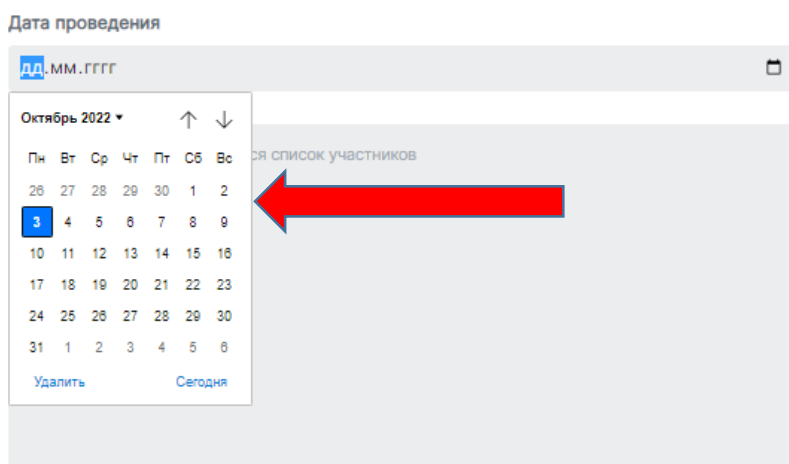 Дата проведения
дд.мм.гггг
Октябрь 2022
Пн Вт Ср Чт Пт Сб Вс
ся список участников
26 27 28 29 30 1 2
3 4 5 6 7 8 9
10 11 12 13 14 15 16
17 18 19 20 21 22 23
24 25 26 27 28 29 30
31 1 2 3 4 5 6
Удалить Сегодня